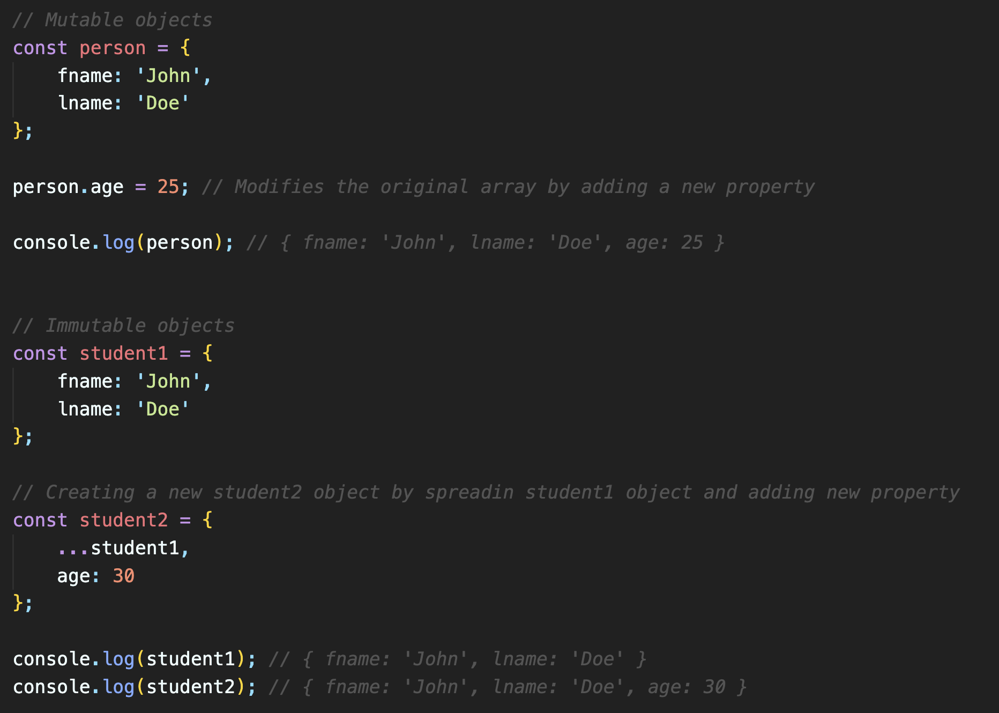 // Mutable objects
const person = {
    fname: 'John',
    lname: 'Doe'
};

person.age = 25; // Modifies the original array by adding a new property

console.log(person); // { fname: 'John', lname: 'Doe', age: 25 }


// Immutable objects
const student1 = {
    fname: 'John',
    lname: 'Doe'
};

// Creating a new student2 object by spreadin student1 object and adding new property
const student2 = {
    ...student1,
    age: 30
};

console.log(student1); // { fname: 'John', lname: 'Doe' }
console.log(student2); // { fname: 'John', lname: 'Doe', age: 30 }